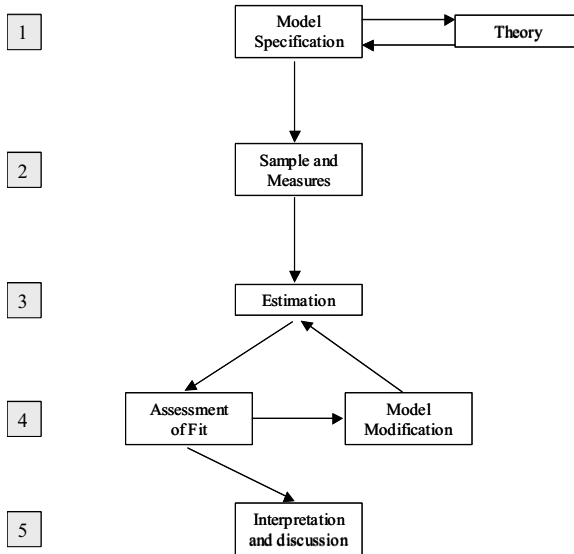 1
Model
Specification
Theory
2
Sample and
Measures
3
Estimation
4
Assessment
of Fit
Model
Modification
5
Interpretation
and discussion